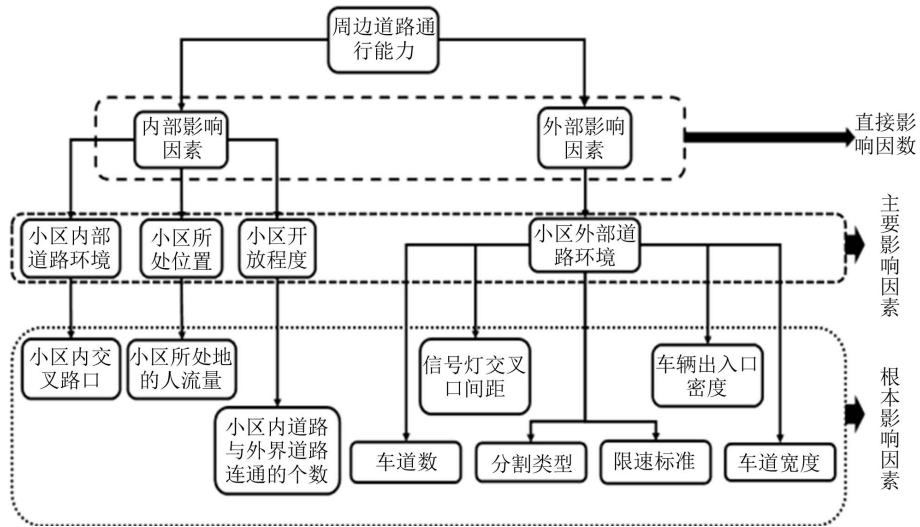 周边道路通
行能力
内部影响
因素
外部影响
因素
直接影
响因数
小区内部
道路环境
小区所
处位置
小区开
放程度
小区外部道
路环境
主要影响因素
小区内交
叉路口
小区所处地
的人流量
信号灯交叉
口间距
车辆出入口
密度
根本影响因素
小区内道路
与外界道路
连通的个数
车道数
分割类型
限速标准
车道宽度